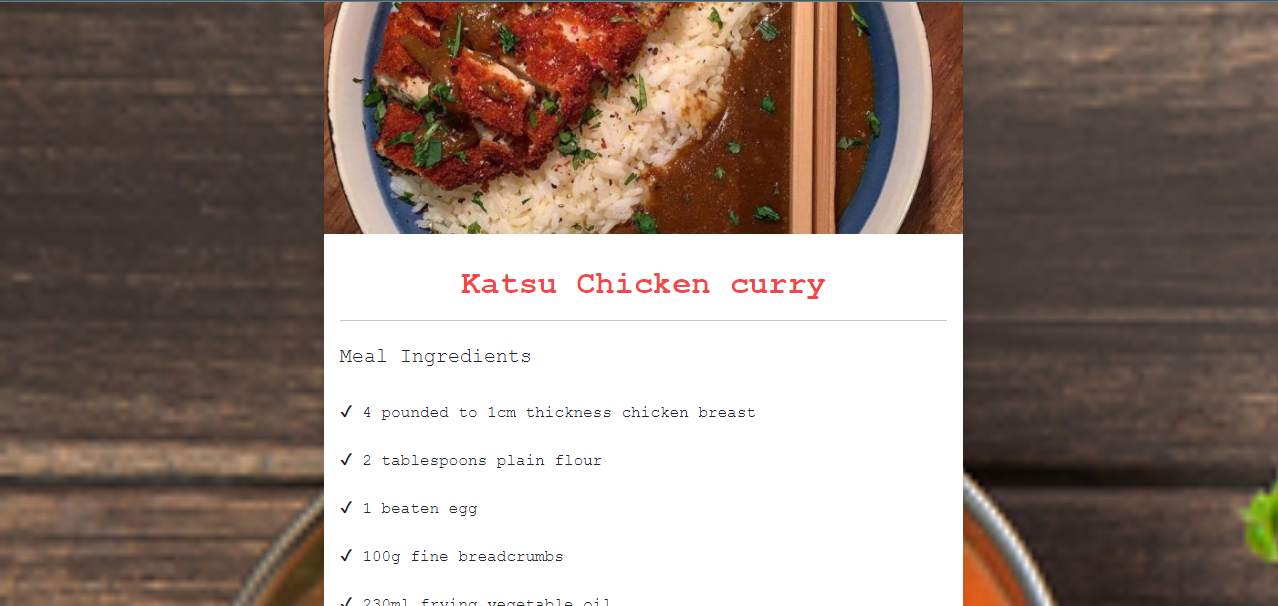 Katsu Chicken curry
Meal Ingredients
✓ 4 pounded to 1cm thickness chicken breast
✓ 2 tablespoons plain flour
✓ 1 beaten egg
✓ 100g fine breadcrumbs
✓ 230ml frying vegetable oil